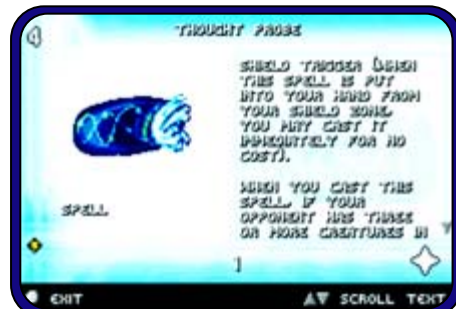 4
THOUGHT PROBE
SHIELD TRIGGER (WHEN
THIS SPELL IS PUT
INTO YOUR HAND FROM
YOUR SHIELD ZONE,
YOU MAY CAST IT
IMMEDIATELY FOR NO
COST).
WHEN YOU CAST THIS
SPELL, IF YOUR
OPPONENT HAS THREE
OR MORE CREATURES IN
SPELL
1
EXIT
SCROLL TEXT